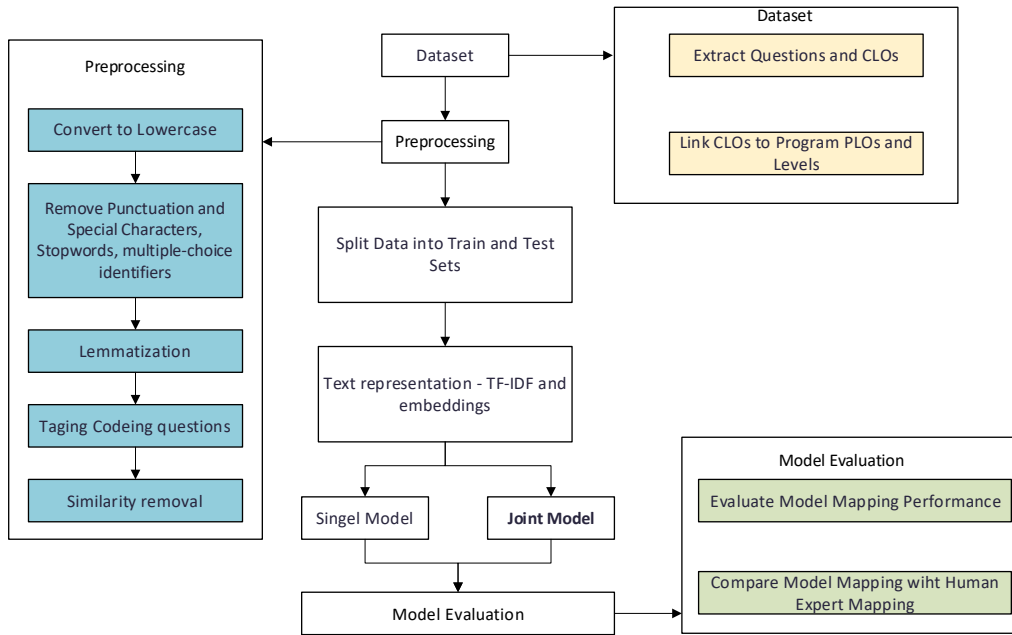 Dataset
Extract Questions and CLOs
Link CLOs to Program PLOs and
Levels
Dataset
Preprocessing
Split Data into Train and Test
Sets
Text representation - TF-IDF and
embeddings
Singel Model
Joint Model
Model Evaluation
Preprocessing
Convert to Lowercase
Remove Punctuation and
Special Characters,
Stopwords, multiple-choice
identifiers
Lemmatization
Taging Codeing questions
Similarity removal
Model Evaluation
Evaluate Model Mapping Performance
Compare Model Mapping wiht Human
Expert Mapping